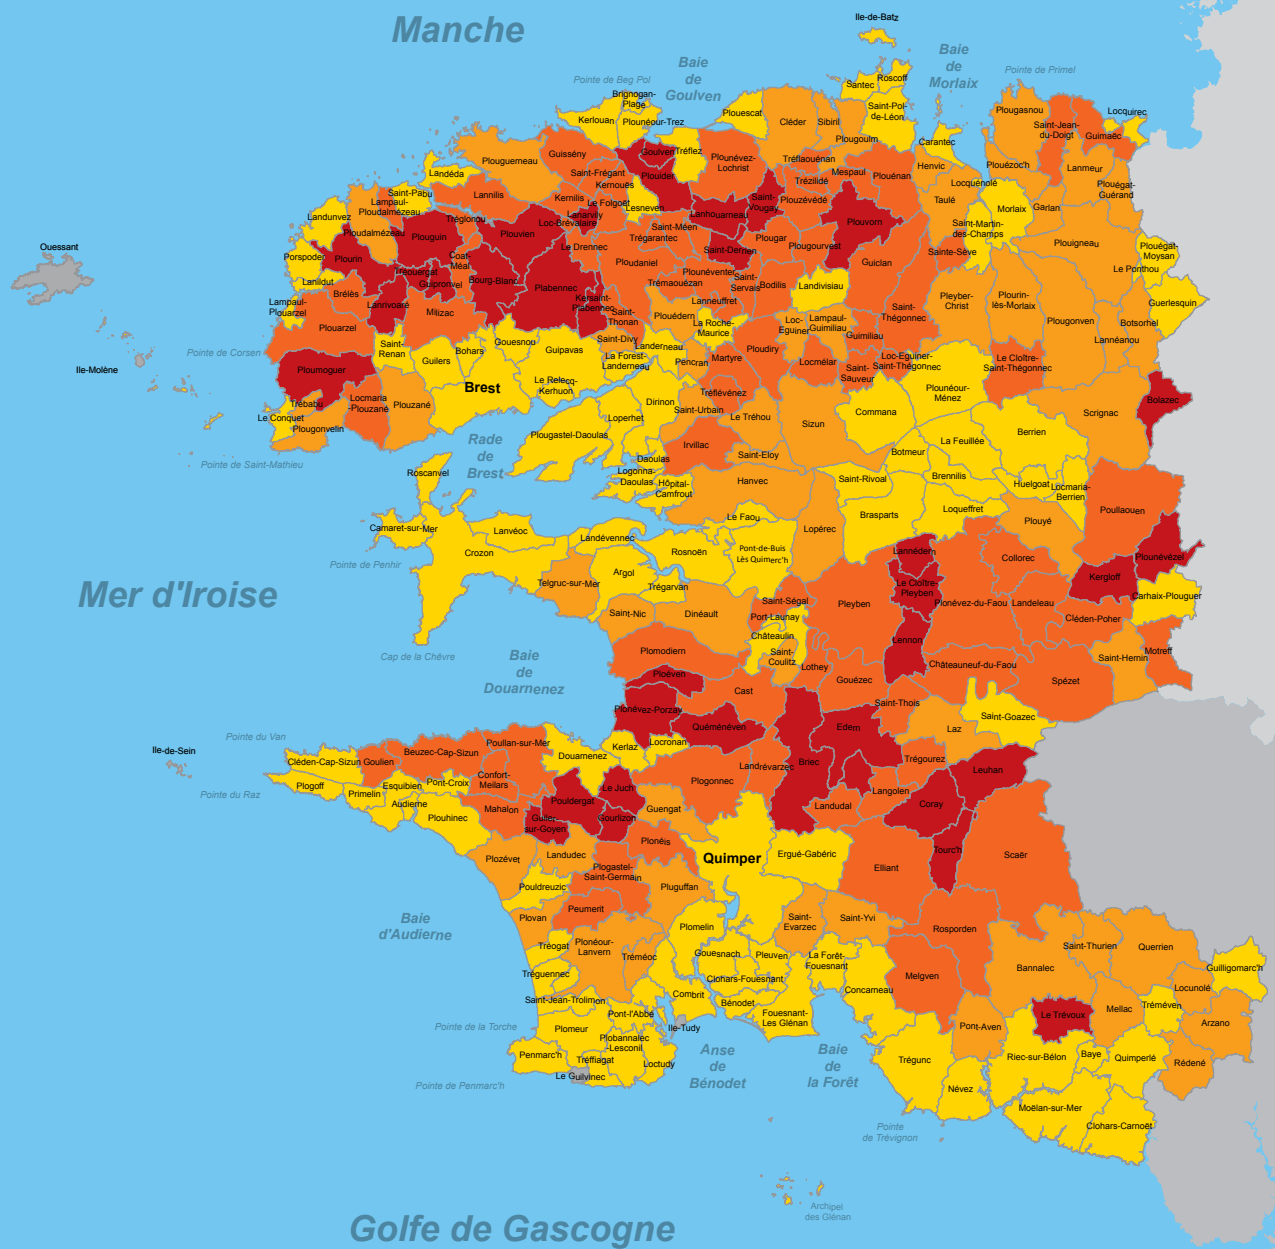 Ile-de-Batz
Manche
Baie
de
Morlaix
Baie
de
Goulven
Pointe de Beg Pol
Pointe de Primel
Santec
Roscoff
Brignogan-
Plage
Kerlouan
Plounéour-Trez
Plouescat
Cléder
Sibiril
Saint-Pol-
de-Léon
Plougoulm
Plougasnou
Saint-Jean-
du-Doigt
Guimaëc
Locquirec
Carantec
Guissény
Goulven
Tréflez
Plounévez-
Lochrist
Tréflaouénan
Mespaul
Plouénan
Henvic
Plouézoc'h
Lanmeur
Plouguerneau
Saint-Frégant
Kernouës
Plouider
Trézilidé
Locquénolé
Plouégat-
Guérand
Landéda
Saint-Pabu
Lannilis
Kernilis
Le Folgoët
Lesneven
Saint-
Vougay
Plouzévédé
Taulé
Morlaix
Garlan
Lampaul-
Ploudalmézeau
Landunvez
Tréglonou
Lanarvily
Loc-Brévalaire
Saint-Méen
Lanhouarneau
Plouvorn
Saint-Martin-
des-Champs
Ploudalmézeau
Plouguin
Plouvien
Le Drennec
Trégarantec
Saint-Derrien
Plougar
Plougourvest
Sainte-Sève
Plouigneau
Plouégat-
Moysan
Ouessant
Porspoder
Plourin
Coat-
Méal
Ploudaniel
Guiclan
Le Ponthou
Lanildut
Tréouergat
Guipronvel
Bourg-Blanc
Plabennec
Trémaouézan
Plounéventer
Saint-
Servais
Bodilis
Landivisiau
Pleyber-
Christ
Plourin-
lès-Morlaix
Guerlesquin
Lampaul-
Plouarzel
Brélès
Lanrivoaré
Milizac
Kersaint-
Plabennec
Saint-
Thonan
Plouédern
Lanneuffret
La Roche-
Maurice
Loc-
Eguiner
Lampaul-
Guimiliau
Guimiliau
Saint-
Thégonnec
Plougonven
Botsorhel
Lannéanou
Plouarzel
Saint-
Renan
Guilers
Bohars
Gouesnou
Guipavas
Saint-Divy
La Forest-
Landerneau
Landerneau
Pencran
Martyre
Ploudiry
Locmélar
Saint-
Sauveur
Loc-Eguiner-
Saint-Thégonnec
Le Cloître-
Saint-Thégonnec
Pointe de Corsen
Ile-Molène
Ploumoguer
Brest
Le Relecq-
Kerhuon
Dirinon
Tréflévénez
Plounéour-
Ménez
Bolazec
Trébabu
Le Conquet
Locmaria
-Plouzané
Plouzané
Plougonvelin
Loperhet
Saint-Urbain
Le Tréhou
Sizun
Commana
Scrignac
Plougastel-Daoulas
Irvillac
Saint-Eloy
La Feuillée
Berrien
Rade
de
Brest
Pointe de Saint-Mathieu
Daoulas
Logonna-
Daoulas
Botmeur
Roscanvel
Hôpital-
Camfrout
Hanvec
Saint-Rivoal
Brennilis
Huelgoat
Locmaria-
Berrien
Camaret-sur-Mer
Lanvéoc
Landévennec
Le Faou
Lopérec
Brasparts
Loqueffret
Plouyé
Poullaouen
Crozon
Rosnoën
Pont-de-Buis
Lès Quimerc'h
Lannédern
Collorec
Plounévézel
Pointe de Penhir
Argol
Telgruc-sur-Mer
Trégarvan
Mer d'Iroise
Le Cloître-
Pleyben
Kergloff
Carhaix-Plouguer
Saint-Nic
Dinéault
Saint-Ségal
Port-Launay
Pleyben
Plonévez-du-Faou
Landeleau
Cléden-Poher
Cap de la Chèvre
Châteaulin
Saint-
Coulitz
Lennon
Saint-Hernin
Motreff
Baie
de
Douarnenez
Plomodiern
Lothey
Gouézec
Châteauneuf-du-Faou
Spézet
Ploéven
Cast
Saint-Thois
Plonévez-Porzay
Quéménéven
Edern
Laz
Saint-Goazec
Pointe du Van
Ile-de-Sein
Kerlaz
Locronan
Cléden-Cap-Sizun
Goulien
Beuzec-Cap-Sizun
Poullan-sur-Mer
Douarnenez
Landrévarzec
Briec
Trégourez
Leuhan
Pointe du Raz
Plogoff
Primelin
Esquibien
Pont-Croix
Confort-
Meilars
Le Juch
Plogonnec
Langolen
Audierne
Plouhinec
Mahalon
Pouldergat
Guengat
Landudal
Coray
Guiler-
sur-Goyen
Gourlizon
Plonéis
Tourc'h
Plozévet
Landudec
Quimper
Ergué-Gabéric
Elliant
Scaër
Plogastel-
Saint-Germain
Pouldreuzic
Pluguffan
Peumerit
Baie
d'Audierne
Plovan
Plomelin
Saint-
Evarzec
Saint-Yvi
Rosporden
Tréogat
Plonéour-
Lanvern
Tréméoc
Gouesnach
Pleuven
La Forêt-
Fouesnant
Bannalec
Saint-Thurien
Querrien
Guilligomarc'h
Tréguennec
Clohars-Fouesnant
Concarneau
Melgven
Locunolé
Saint-Jean-Trolimon
Combrit
Bénodet
Fouesnant-
Les Glénan
Pont-l'Abbé
Le Trévoux
Mellac
Tréméven
Arzano
Pointe de la Torche
Plomeur
Ile-Tudy
Pont-Aven
Plobannalec
-Lesconil
Penmarc'h
Tréffiagat
Loctudy
Le Guilvinec
Anse
de
Bénodet
Baie
de
la Forêt
Trégunc
Riec-sur-Bélon
Baye
Quimperlé
Rédené
Pointe de Penmarc'h
Névez
Moëlan-sur-Mer
Clohars-Carnoët
Pointe
de Trévignon
Archipel
des Glénan
Golfe de Gascogne